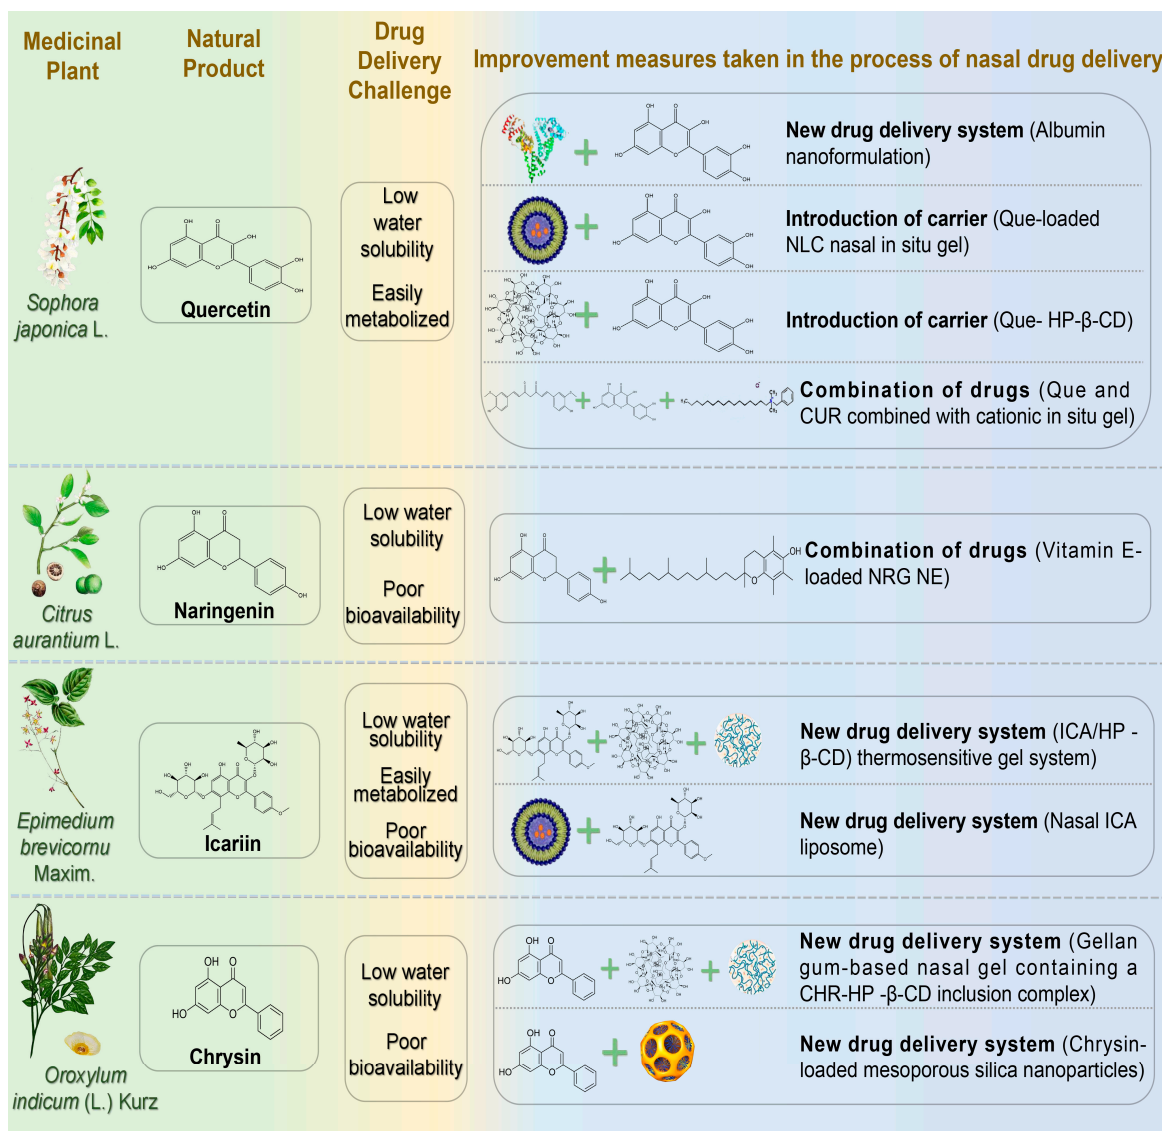 Medicinal
Plant
Natural
Product
Drug
Delivery
Challenge
Improvement measures taken in the process of nasal drug delivery
Sophora
japonica L.
Quercetin
Low
water
solubility
Easily
metabolized
New drug delivery system (Albumin
nanoformulation)
Introduction of carrier (Que-loaded
NLC nasal in situ gel)
Introduction of carrier (Que- HP-β-CD)
Combination of drugs (Que and
CUR combined with cationic in situ gel)
Citrus
aurantium L.
Naringenin
Low water
solubility
Poor
bioavailability
Combination of drugs (Vitamin E-
loaded NRG NE)
Epimedium
brevicornu
Maxim.
Icariin
Low water
solubility
Easily
metabolized
Poor
bioavailability
New drug delivery system (ICA/HP -
β-CD) thermosensitive gel system)
New drug delivery system (Nasal ICA
liposome)
Oroxylum
indicum (L.) Kurz
Chrysin
Low water
solubility
Poor
bioavailability
New drug delivery system (Gellan
gum-based nasal gel containing a
CHR-HP -β-CD inclusion complex)
New drug delivery system (Chrysin-
loaded mesoporous silica nanoparticles)